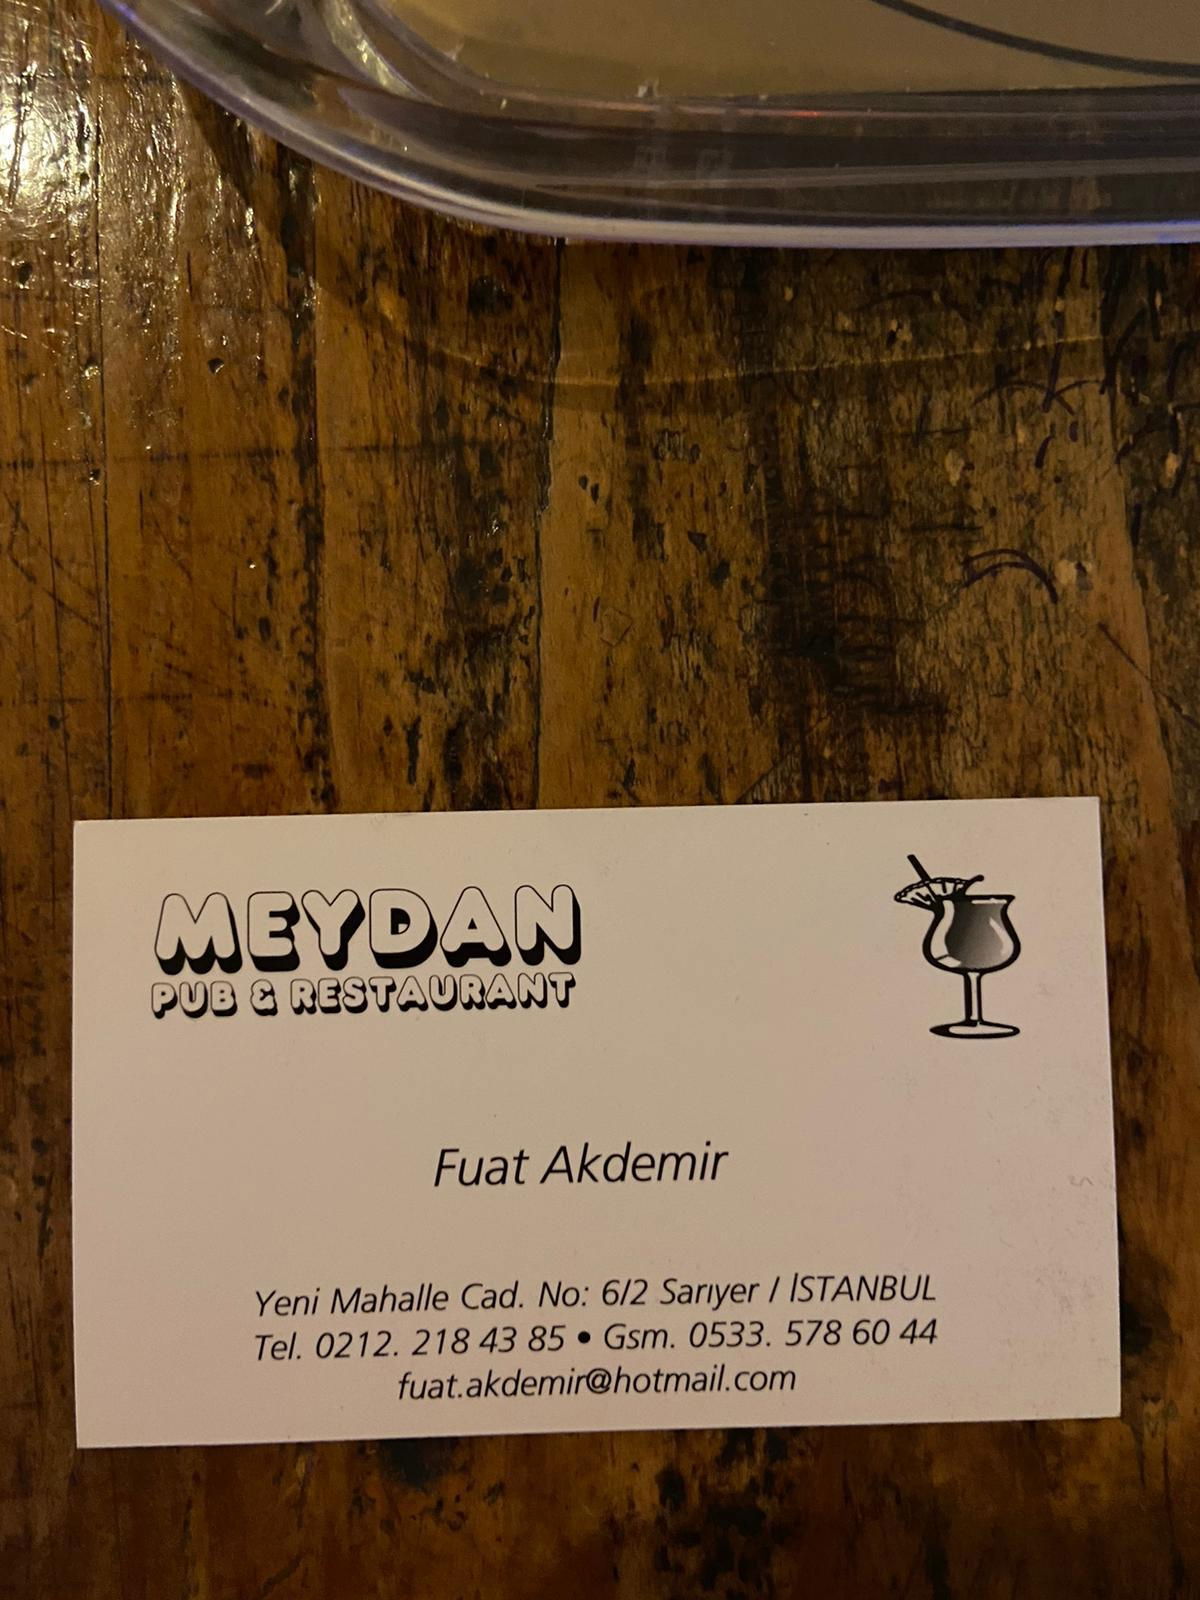 MEYDAN
PUB & RESTAURANT
Fuat Akdemir
Yeni Mahalle Cad. No: 6/2 Sarıyer / İSTANBUL
Tel. 0212. 218 43 85 • Gsm. 0533. 578 60 44
fuat.akdemir@hotmail.com